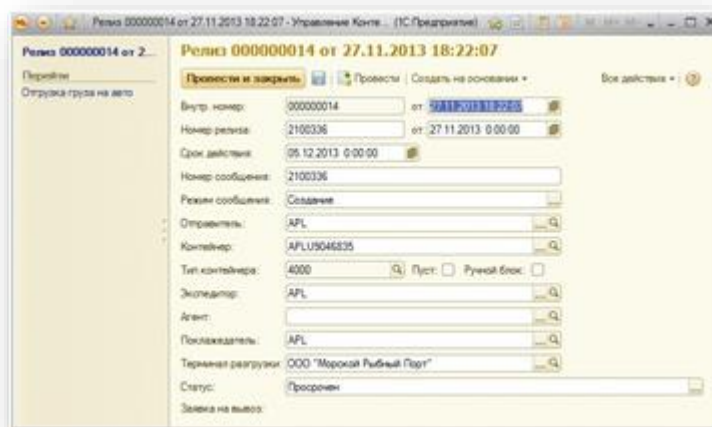 Релиз 000000014 от 27.11.2013 18:22:07 - Управление Конте... (1С:Предприятие)
Релиз 000000014 от 2...
Перейти
Отгрузка груза на авто
Релиз 000000014 от 27.11.2013 18:22:07
Провести и закрыть Провести Создать на основании Все действия
Внутр. номер: 000000014 от: 27.11.2013 18:22:07
Номер релиза: 2100336 от: 27.11.2013 0:00:00
Срок действия: 05.12.2013 0:00:00
Номер сообщения: 2100336
Режим сообщения: Создание
Отправитель: APL
Контейнер: APLU9046835
Тип контейнера: 4000 Пуст: Ручной блок:
Экспедитор: APL
Агент:
Поклажедатель: APL
Терминал разгрузки: ООО "Морской Рыбный Порт"
Статус: Просрочен
Заявка на вывоз: